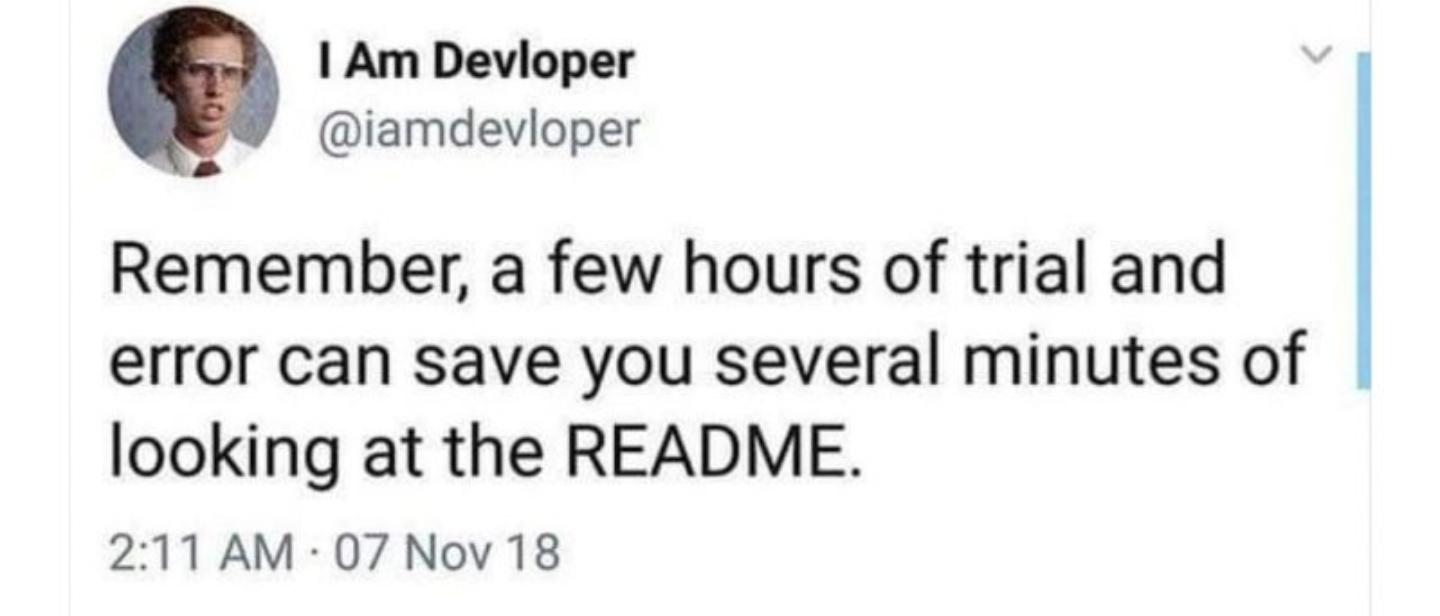 I Am Devloper
@iamdevloper
Remember, a few hours of trial and
error can save you several minutes of
looking at the README.
2:11 AM · 07 Nov 18